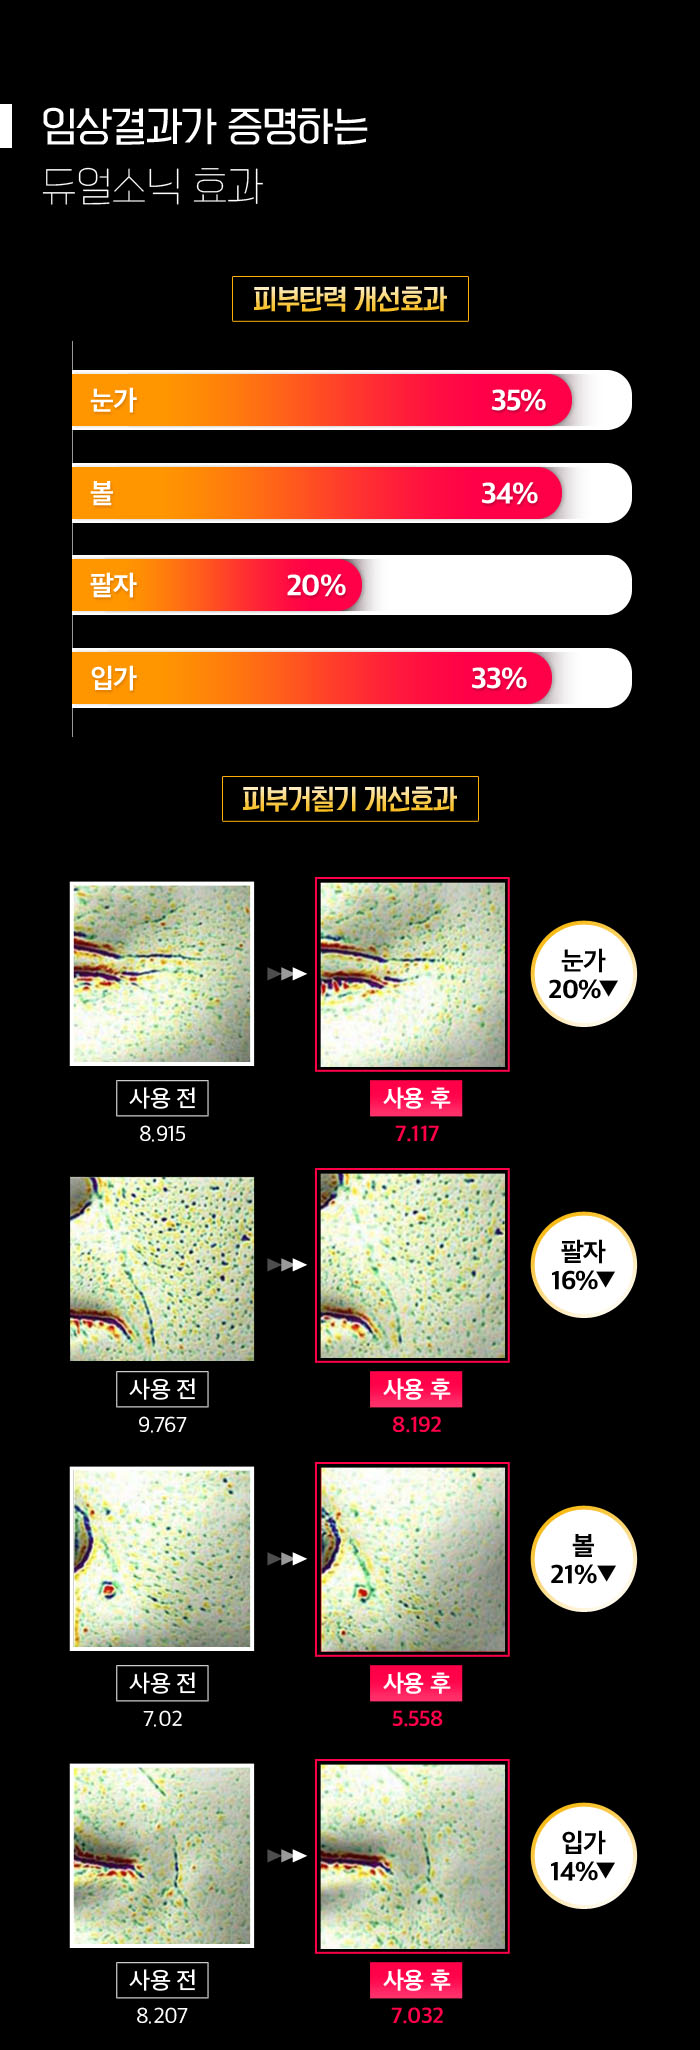 임상결과가 증명하는
듀얼소닉 효과
피부탄력 개선효과
눈가 35%
볼 34%
팔자 20%
입가 33%
피부거칠기 개선효과
눈가
20%▼
사용 전 사용 후
8.915 7.117
팔자
16%▼
사용 전 사용 후
9.767 8.192
볼
21%▼
사용 전 사용 후
7.02 5.558
입가
14%▼
사용 전 사용 후
8.207 7.032